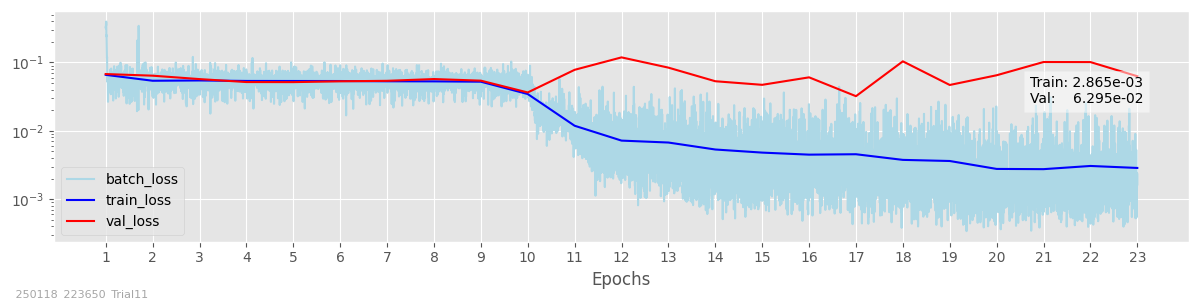 10⁻¹
10⁻²
10⁻³
Train: 2.865e-03
Val: 6.295e-02
batch_loss
train_loss
val_loss
1 2 3 4 5 6 7 8 9 10 11 12 13 14 15 16 17 18 19 20 21 22 23
Epochs
250118_223650_Trial11